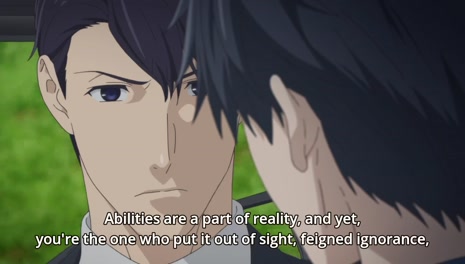 Abilities are a part of reality, and yet,
you're the one who put it out of sight, feigned ignorance,